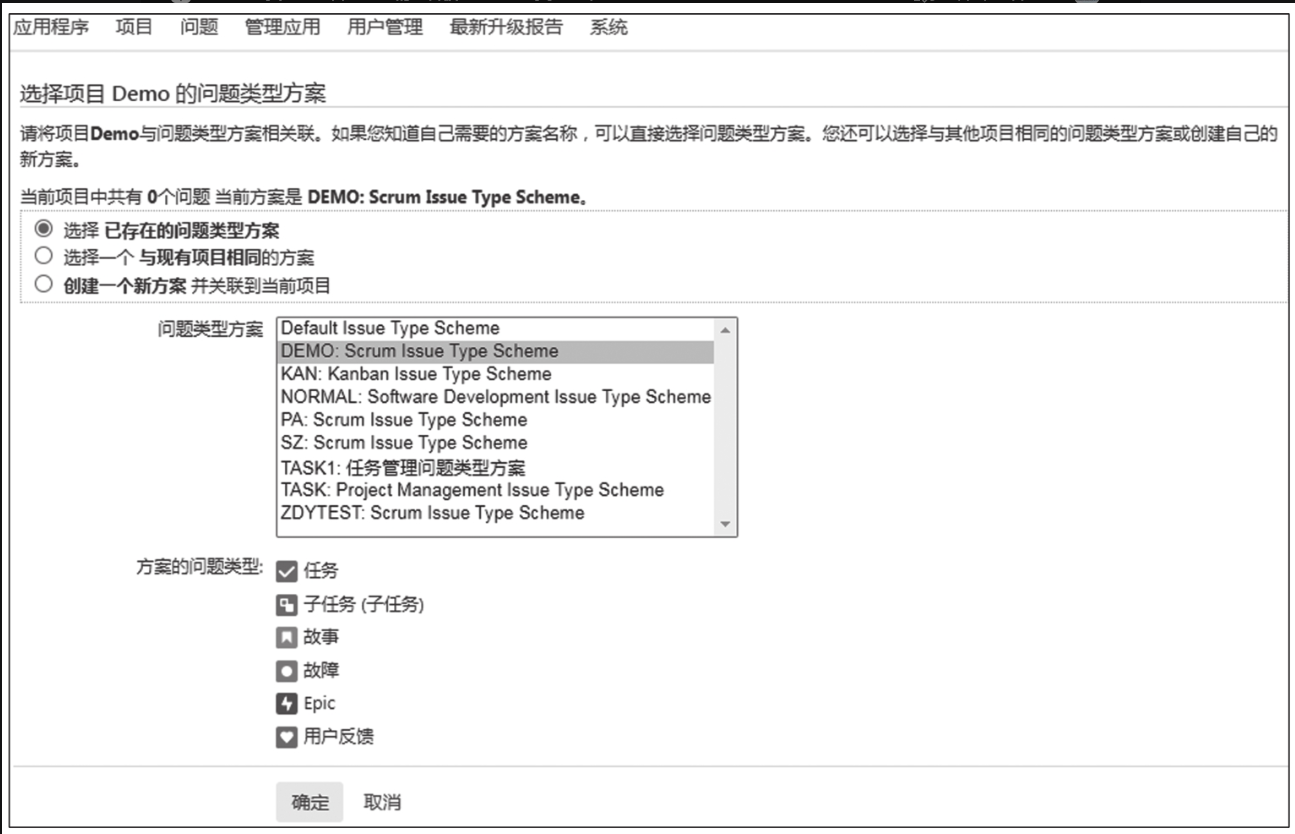 应用程序 项目 问题 管理应用 用户管理 最新升级报告 系统
选择项目 Demo 的问题类型方案
请将项目Demo与问题类型方案相关联。如果您知道自己需要的方案名称，可以直接选择问题类型方案。您还可以选择与其他项目相同的问题类型方案或创建自己的
新方案。
当前项目中共有 0个问题 当前方案是 DEMO: Scrum Issue Type Scheme。
选择 已存在的问题类型方案
选择一个 与现有项目相同的方案
创建一个新方案 并关联到当前项目
问题类型方案 Default Issue Type Scheme
DEMO: Scrum Issue Type Scheme
KAN: Kanban Issue Type Scheme
NORMAL: Software Development Issue Type Scheme
PA: Scrum Issue Type Scheme
SZ: Scrum Issue Type Scheme
TASK1: 任务管理问题类型方案
TASK: Project Management Issue Type Scheme
ZDYTEST: Scrum Issue Type Scheme
方案的问题类型: 任务
子任务 (子任务)
故事
故障
Epic
用户反馈
确定 取消